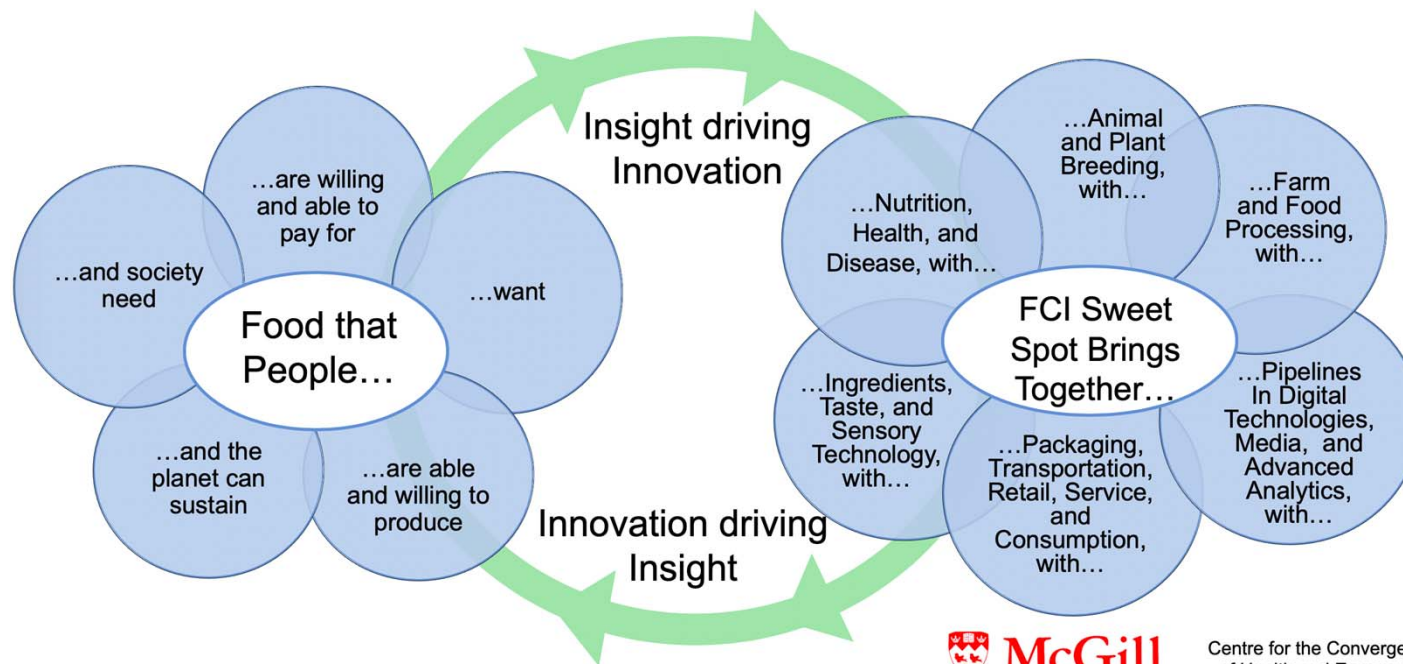 Insight driving
Innovation
…are willing
and able to
pay for
…and society
need
…want
Food that
People…
…and the
planet can
sustain
…are able
and willing to
produce
Innovation driving
Insight
…Animal
and Plant
Breeding,
with…
…Nutrition,
Health, and
Disease, with…
…Farm
and Food
Processing,
with…
FCI Sweet
Spot Brings
Together…
…Ingredients,
Taste, and
Sensory
Technology,
with…
…Packaging,
Transportation,
Retail, Service,
and
Consumption,
with…
…Pipelines
In Digital
Technologies,
Media, and
Advanced
Analytics,
with…
McGill
Centre for the